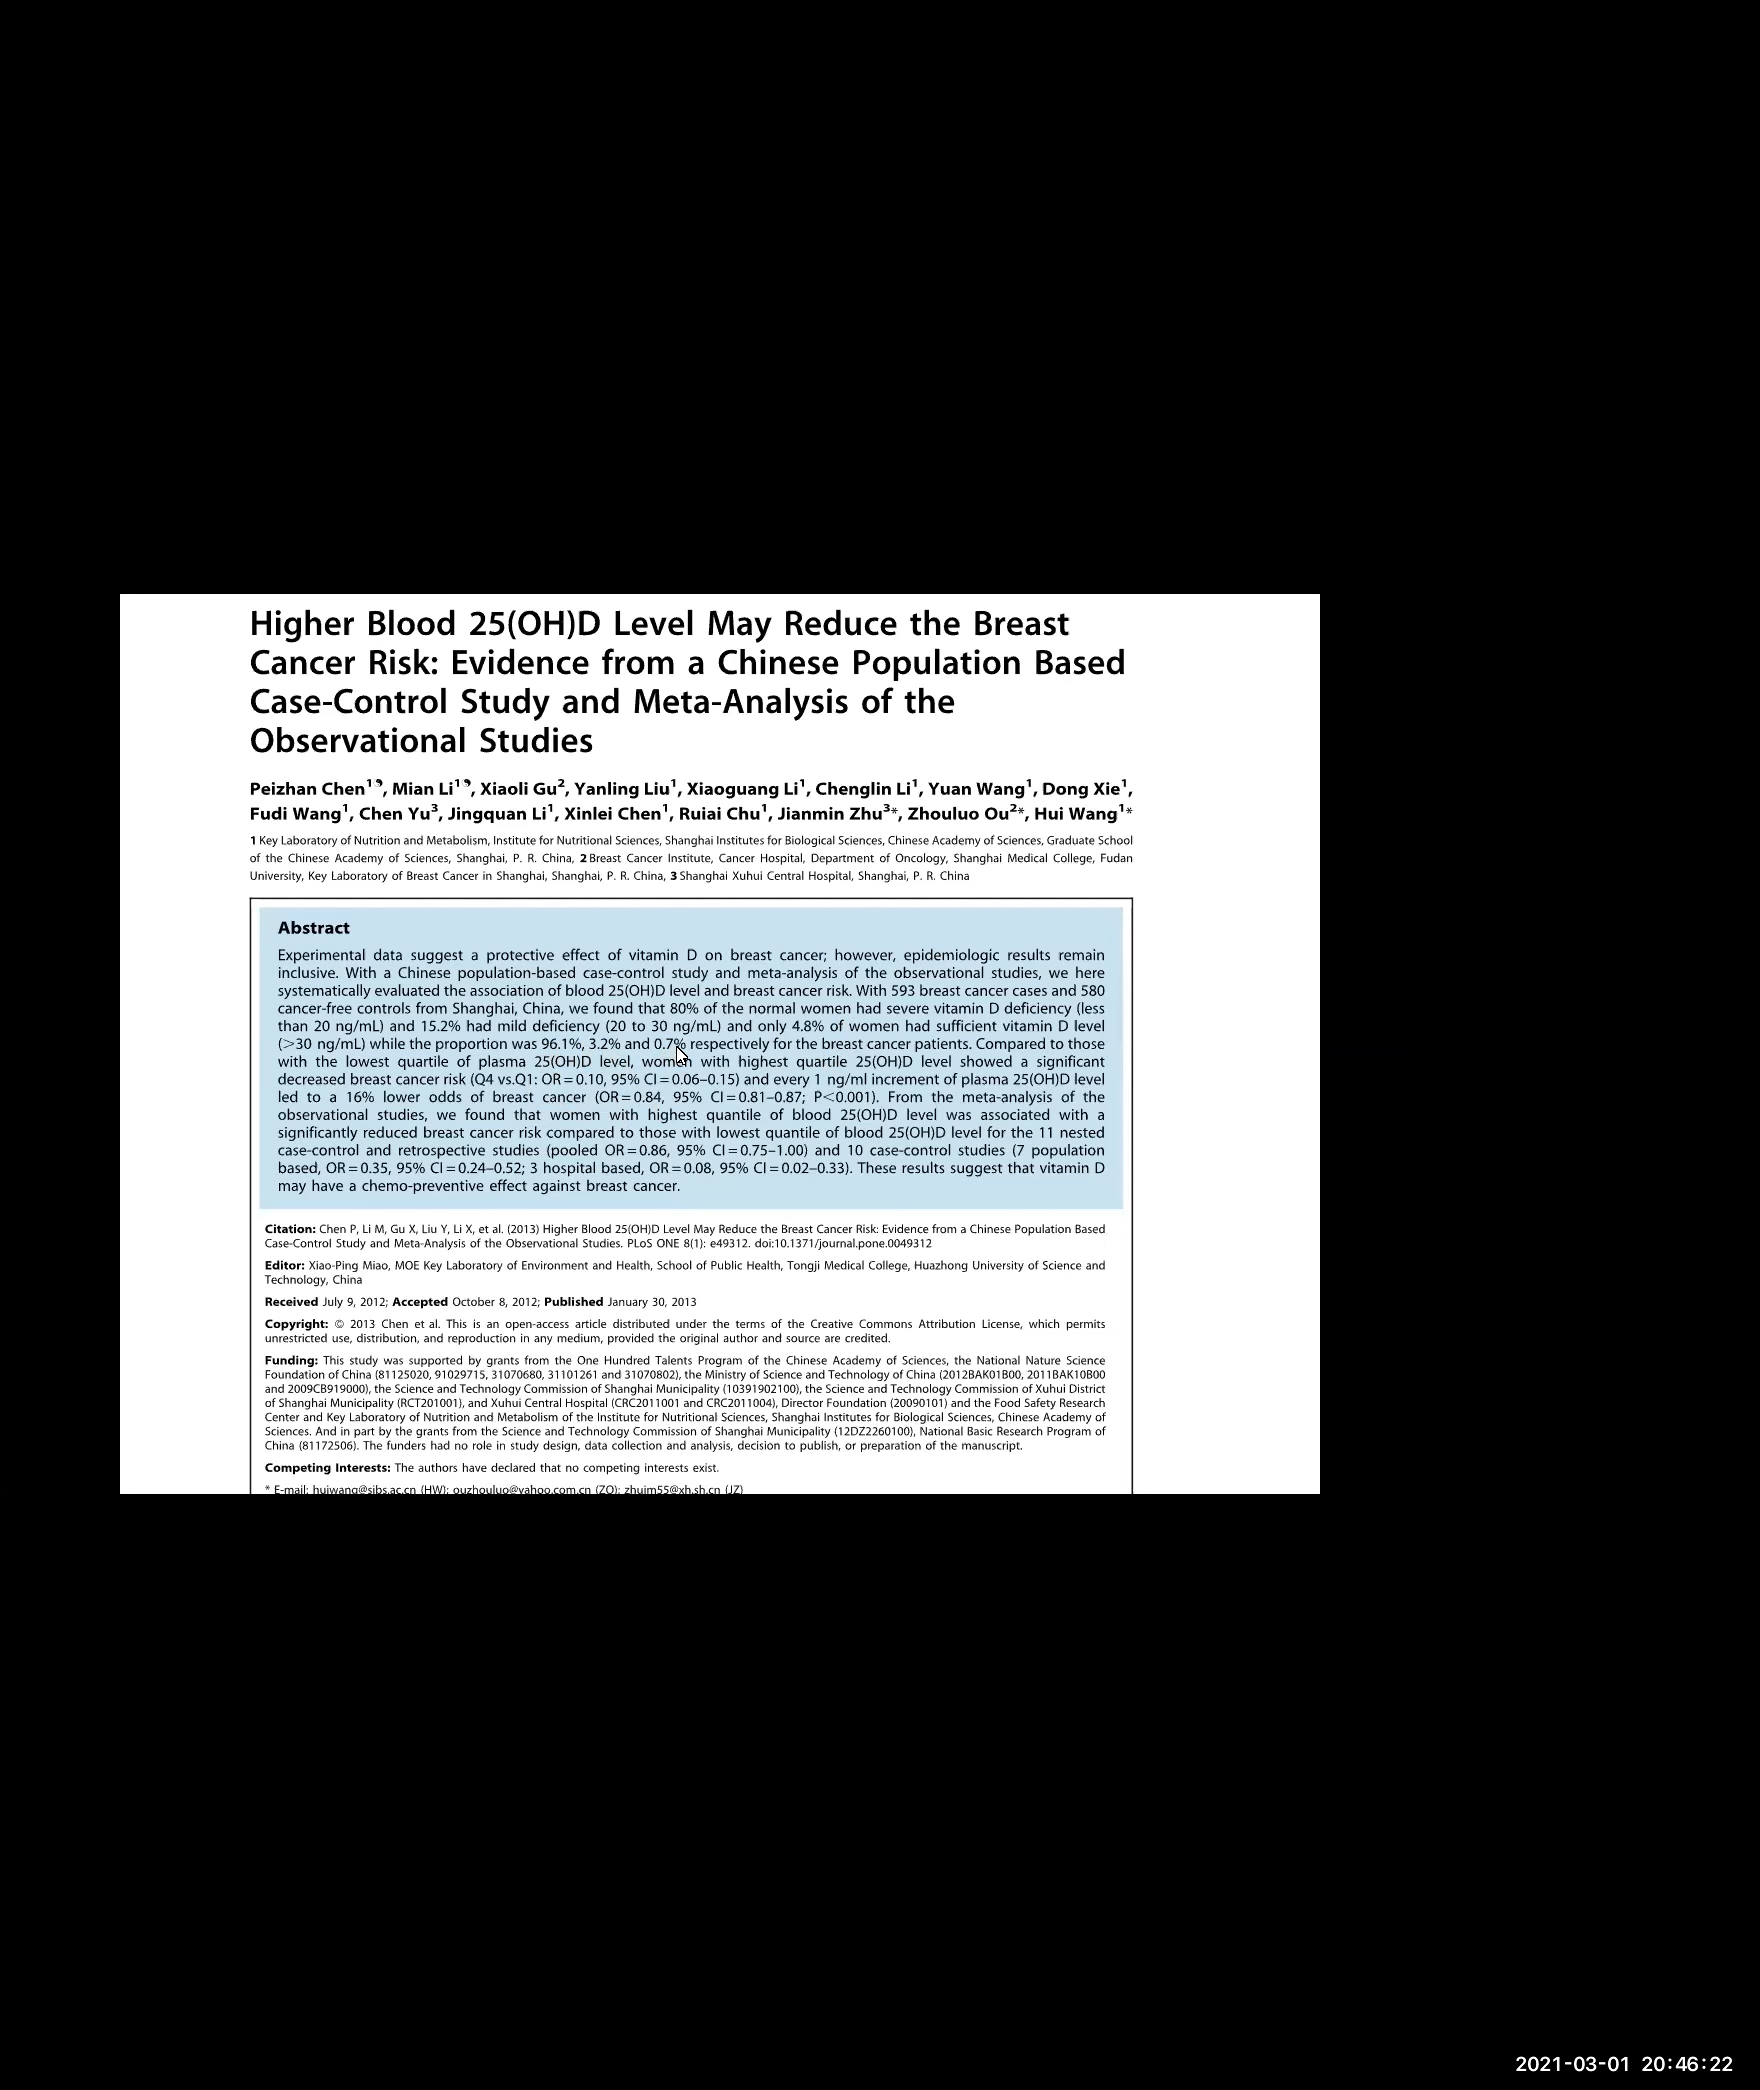 Higher Blood 25(OH)D Level May Reduce the Breast
Cancer Risk: Evidence from a Chinese Population Based
Case-Control Study and Meta-Analysis of the
Observational Studies
Peizhan Chen1⁹, Mian Li1⁹, Xiaoli Gu2, Yanling Liu1, Xiaoguang Li1, Chenglin Li1, Yuan Wang1, Dong Xie1,
Fudi Wang1, Chen Yu3, Jingquan Li1, Xinlei Chen1, Ruiai Chu1, Jianmin Zhu3*, Zhouluo Ou2*, Hui Wang1*
1 Key Laboratory of Nutrition and Metabolism, Institute for Nutritional Sciences, Shanghai Institutes for Biological Sciences, Chinese Academy of Sciences, Graduate School
of the Chinese Academy of Sciences, Shanghai, P. R. China, 2 Breast Cancer Institute, Cancer Hospital, Department of Oncology, Shanghai Medical College, Fudan
University, Key Laboratory of Breast Cancer in Shanghai, Shanghai, P. R. China, 3 Shanghai Xuhui Central Hospital, Shanghai, P. R. China
Abstract
Experimental data suggest a protective effect of vitamin D on breast cancer; however, epidemiologic results remain
inclusive. With a Chinese population-based case-control study and meta-analysis of the observational studies, we here
systematically evaluated the association of blood 25(OH)D level and breast cancer risk. With 593 breast cancer cases and 580
cancer-free controls from Shanghai, China, we found that 80% of the normal women had severe vitamin D deficiency (less
than 20 ng/mL) and 15.2% had mild deficiency (20 to 30 ng/mL) and only 4.8% of women had sufficient vitamin D level
(>30 ng/mL) while the proportion was 96.1%, 3.2% and 0.7% respectively for the breast cancer patients. Compared to those
with the lowest quartile of plasma 25(OH)D level, women with highest quartile 25(OH)D level showed a significant
decreased breast cancer risk (Q4 vs.Q1: OR = 0.10, 95% CI = 0.06–0.15) and every 1 ng/ml increment of plasma 25(OH)D level
led to a 16% lower odds of breast cancer (OR = 0.84, 95% CI = 0.81–0.87; P<0.001). From the meta-analysis of the
observational studies, we found that women with highest quantile of blood 25(OH)D level was associated with a
significantly reduced breast cancer risk compared to those with lowest quantile of blood 25(OH)D level for the 11 nested
case-control and retrospective studies (pooled OR = 0.86, 95% CI = 0.75–1.00) and 10 case-control studies (7 population
based, OR = 0.35, 95% CI = 0.24–0.52; 3 hospital based, OR = 0.08, 95% CI = 0.02–0.33). These results suggest that vitamin D
may have a chemo-preventive effect against breast cancer.
Citation: Chen P, Li M, Gu X, Liu Y, Li X, et al. (2013) Higher Blood 25(OH)D Level May Reduce the Breast Cancer Risk: Evidence from a Chinese Population Based
Case-Control Study and Meta-Analysis of the Observational Studies. PLoS ONE 8(1): e49312. doi:10.1371/journal.pone.0049312
Editor: Xiao-Ping Miao, MOE Key Laboratory of Environment and Health, School of Public Health, Tongji Medical College, Huazhong University of Science and
Technology, China
Received July 9, 2012; Accepted October 8, 2012; Published January 30, 2013
Copyright: © 2013 Chen et al. This is an open-access article distributed under the terms of the Creative Commons Attribution License, which permits
unrestricted use, distribution, and reproduction in any medium, provided the original author and source are credited.
Funding: This study was supported by grants from the One Hundred Talents Program of the Chinese Academy of Sciences, the National Nature Science
Foundation of China (81125020, 91029715, 31070680, 31101261 and 31070802), the Ministry of Science and Technology of China (2012BAK01B00, 2011BAK10B00
and 2009CB919000), the Science and Technology Commission of Shanghai Municipality (10391902100), the Science and Technology Commission of Xuhui District
of Shanghai Municipality (RCT201001), and Xuhui Central Hospital (CRC2011001 and CRC2011004), Director Foundation (20090101) and the Food Safety Research
Center and Key Laboratory of Nutrition and Metabolism of the Institute for Nutritional Sciences, Shanghai Institutes for Biological Sciences, Chinese Academy of
Sciences. And in part by the grants from the Science and Technology Commission of Shanghai Municipality (12DZ2260100), National Basic Research Program of
China (81172506). The funders had no role in study design, data collection and analysis, decision to publish, or preparation of the manuscript.
Competing Interests: The authors have declared that no competing interests exist.
* E-mail: huiwang@sibs.ac.cn (HW); ouzhouluo@yahoo.com.cn (ZO); zhujm55@xh.sh.cn (JZ)
2021-03-01 20:46:22